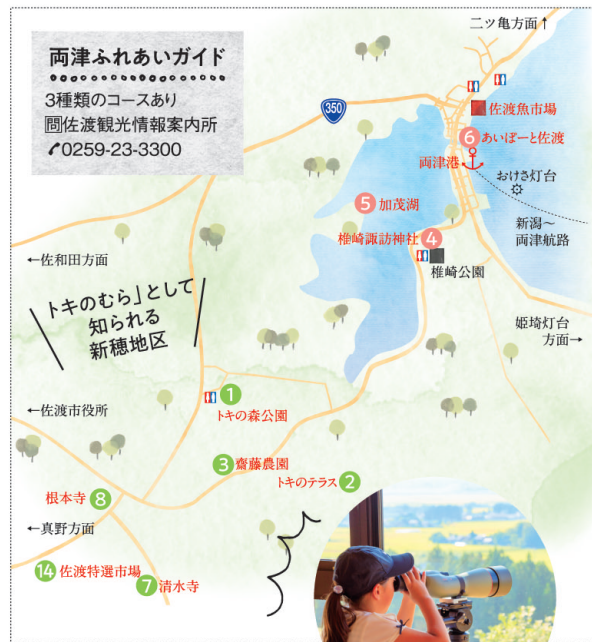 両津ふれあいガイド
3種類のコースあり
問佐渡観光情報案内所
0259-23-3300
二ツ亀方面↑
350
佐渡魚市場
6 あいぽーと佐渡
両津港
おけさ灯台
5 加茂湖
新潟～
両津航路
椎崎諏訪神社 4
椎崎公園
←佐和田方面
姫埼灯台
方面→
トキのむら」として
知られる
新穂地区
1
トキの森公園
←佐渡市役所
3 齋藤農園
トキのテラス 2
根本寺 8
←真野方面
14 佐渡特選市場
7 清水寺